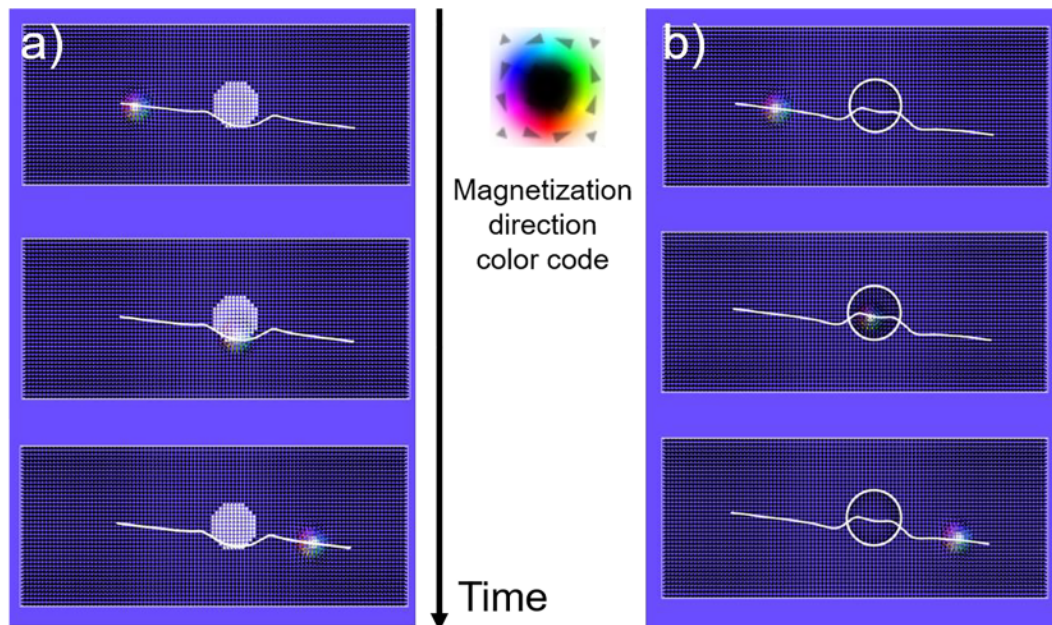 a)
Magnetization
direction
color code
Time
b)